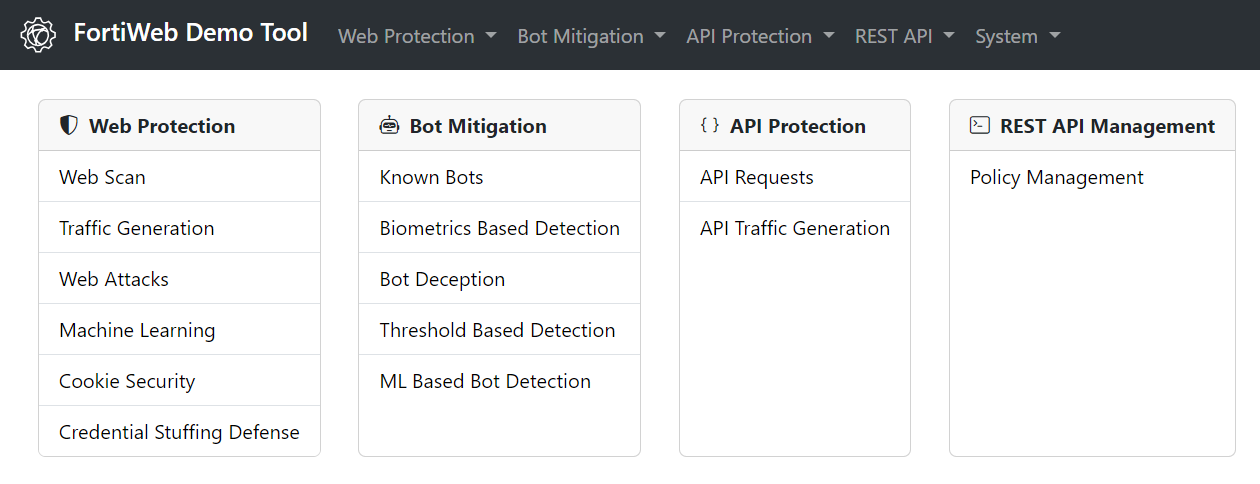 FortiWeb Demo Tool
Web Protection
Bot Mitigation
API Protection
REST API
System
Web Protection
Web Scan
Traffic Generation
Web Attacks
Machine Learning
Cookie Security
Credential Stuffing Defense
Bot Mitigation
Known Bots
Biometrics Based Detection
Bot Deception
Threshold Based Detection
ML Based Bot Detection
API Protection
API Requests
API Traffic Generation
REST API Management
Policy Management